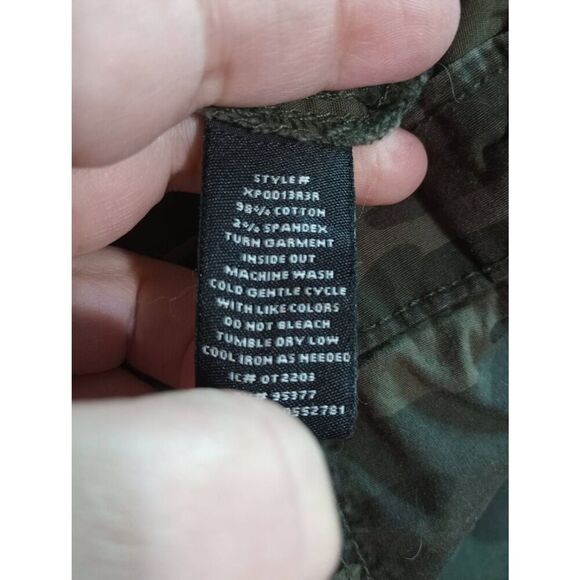 STYLE#
XP0013R3R
98% COTTON
2% SPANDEX
TURN GARMENT
INSIDE OUT
MACHINE WASH
COLD GENTLE CYCLE
WITH LIKE COLORS
DO NOT BLEACH
TUMBLE DRY LOW
COOL IRON AS NEEDED
IC# OT2203
# 95377